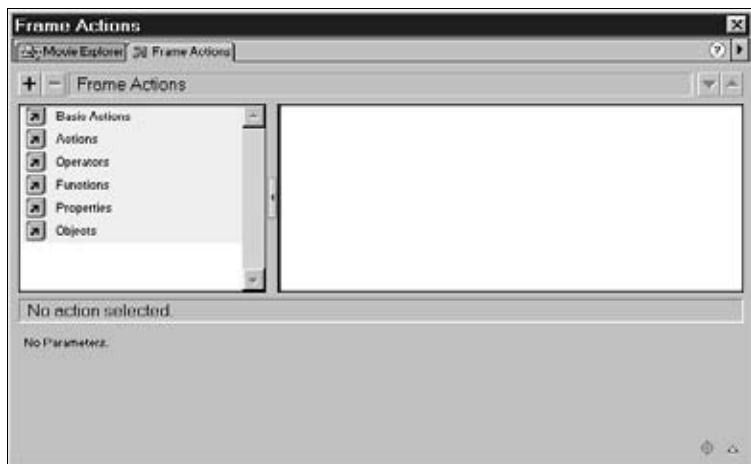 Frame Actions
Movie Explorer Frame Actions ?
+ − Frame Actions
Basic Actions
Actions
Operators
Functions
Properties
Objects
No action selected.
No Parameters.